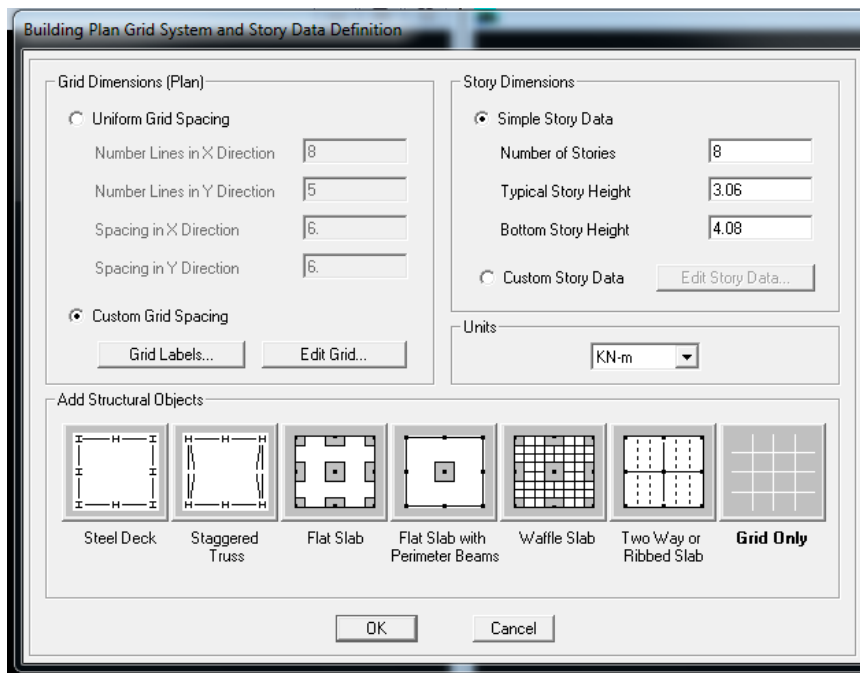 Building Plan Grid System and Story Data Definition
Grid Dimensions (Plan)
Uniform Grid Spacing
Number Lines in X Direction 8
Number Lines in Y Direction 5
Spacing in X Direction 6.
Spacing in Y Direction 6.
Custom Grid Spacing
Grid Labels... Edit Grid...
Story Dimensions
Simple Story Data
Number of Stories 8
Typical Story Height 3.06
Bottom Story Height 4.08
Custom Story Data Edit Story Data...
Units
KN-m
Add Structural Objects
Steel Deck
Staggered
Truss
Flat Slab
Flat Slab with
Perimeter Beams
Waffle Slab
Two Way or
Ribbed Slab
Grid Only
OK Cancel